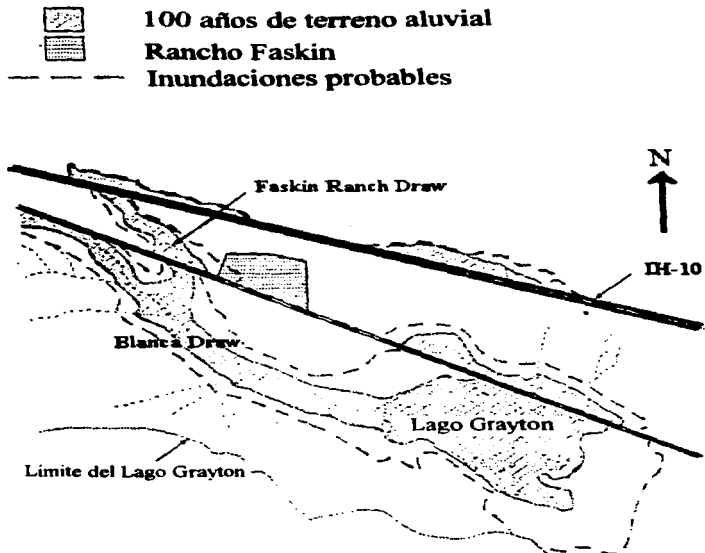 100 años de terreno aluvial
Rancho Faskin
Inundaciones probables
N
Faskin Ranch Draw
IH-10
Blanca Draw
Lago Grayton
Limite del Lago Grayton